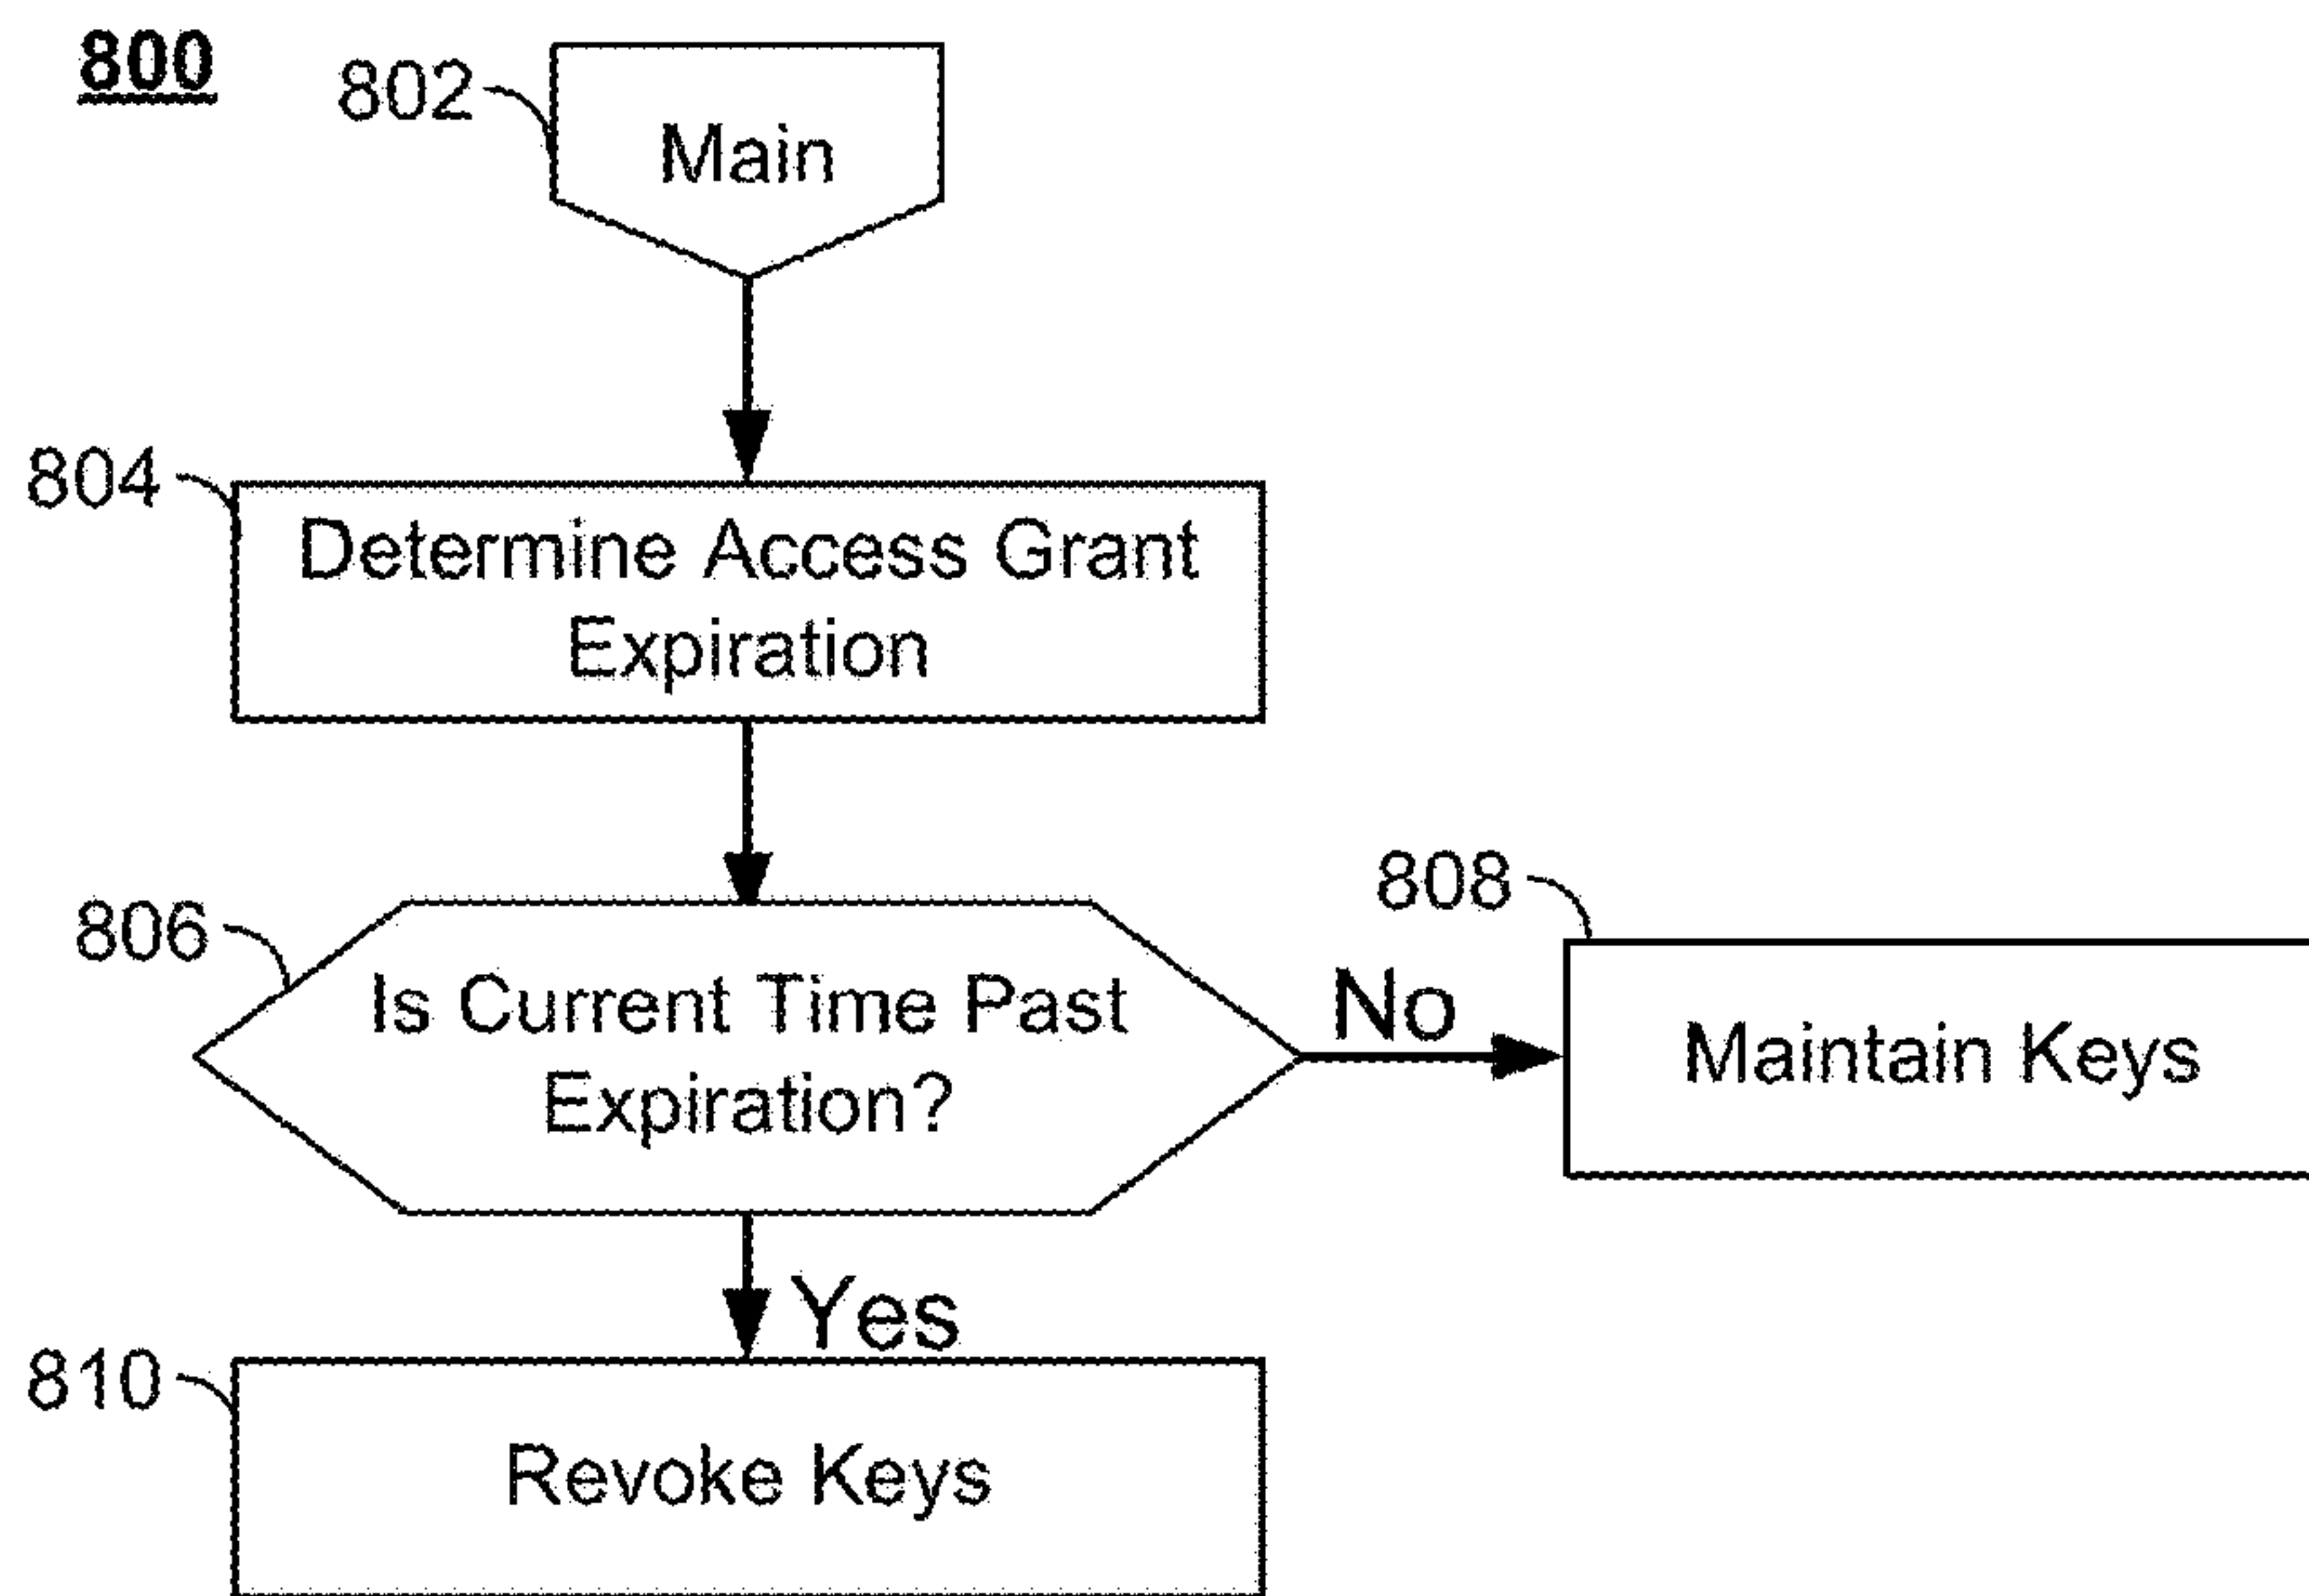 800
802
Main
804
Determine Access Grant
Expiration
806
Is Current Time Past
Expiration?
No
808
Maintain Keys
Yes
810
Revoke Keys